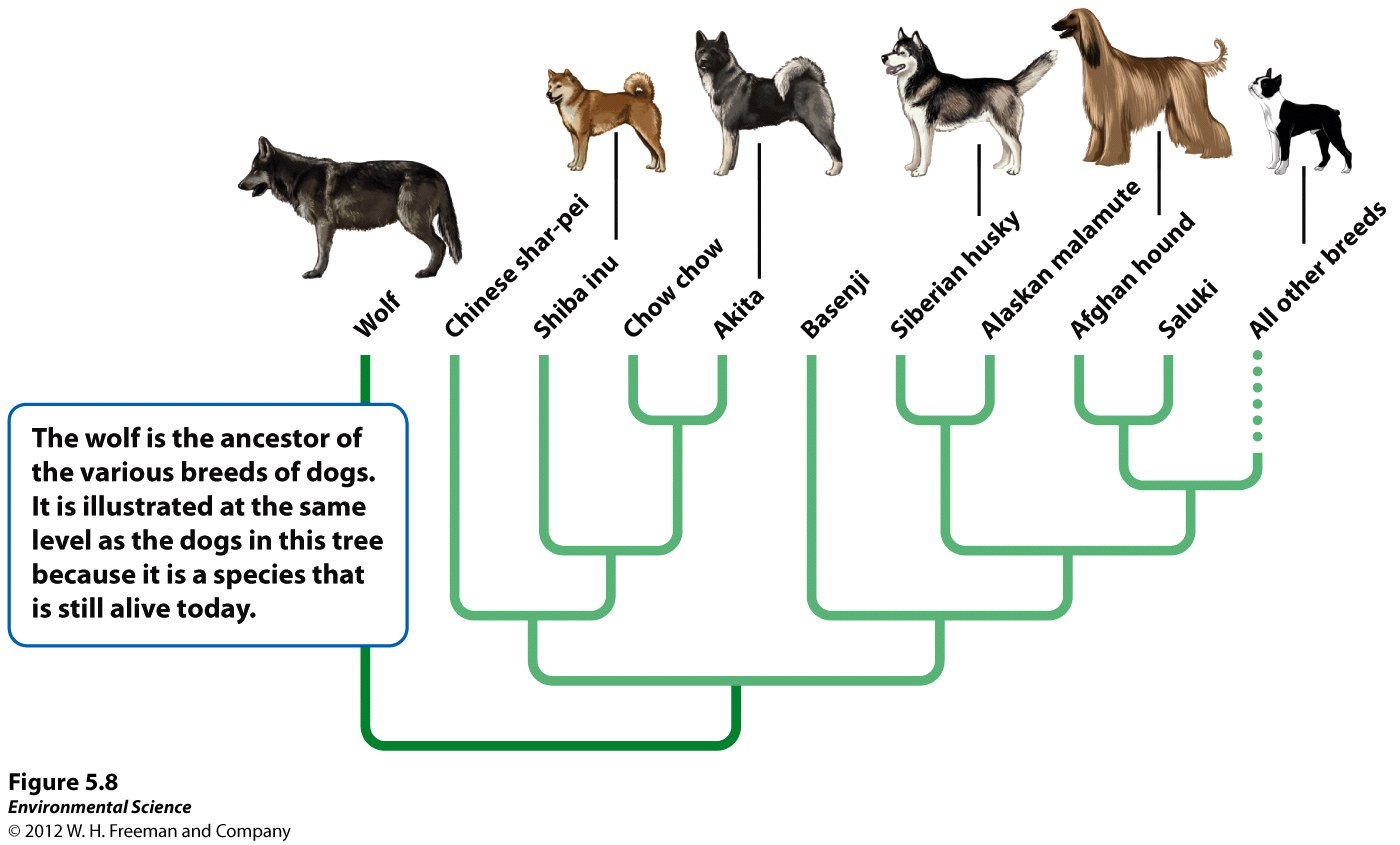 Wolf
Chinese shar-pei
Shiba inu
Chow chow
Akita
Basenji
Siberian husky
Alaskan malamute
Afghan hound
Saluki
All other breeds
The wolf is the ancestor of
the various breeds of dogs.
It is illustrated at the same
level as the dogs in this tree
because it is a species that
is still alive today.
Figure 5.8
Environmental Science
© 2012 W. H. Freeman and Company